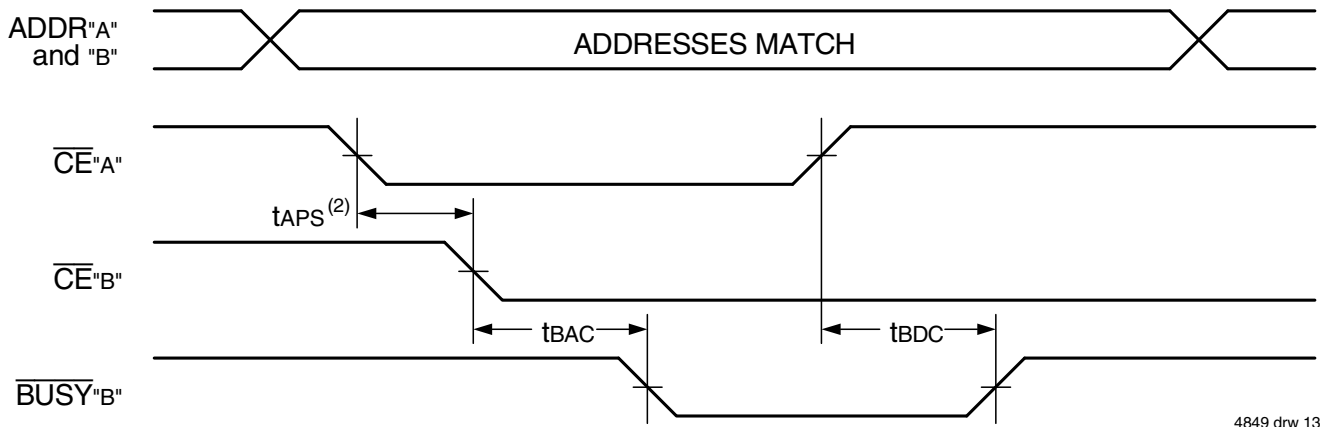 ADDR"A"
and "B"
ADDRESSES MATCH
CE"A"
tAPS(2)
CE"B"
tBAC
tBDC
BUSY"B"
4849 drw 13